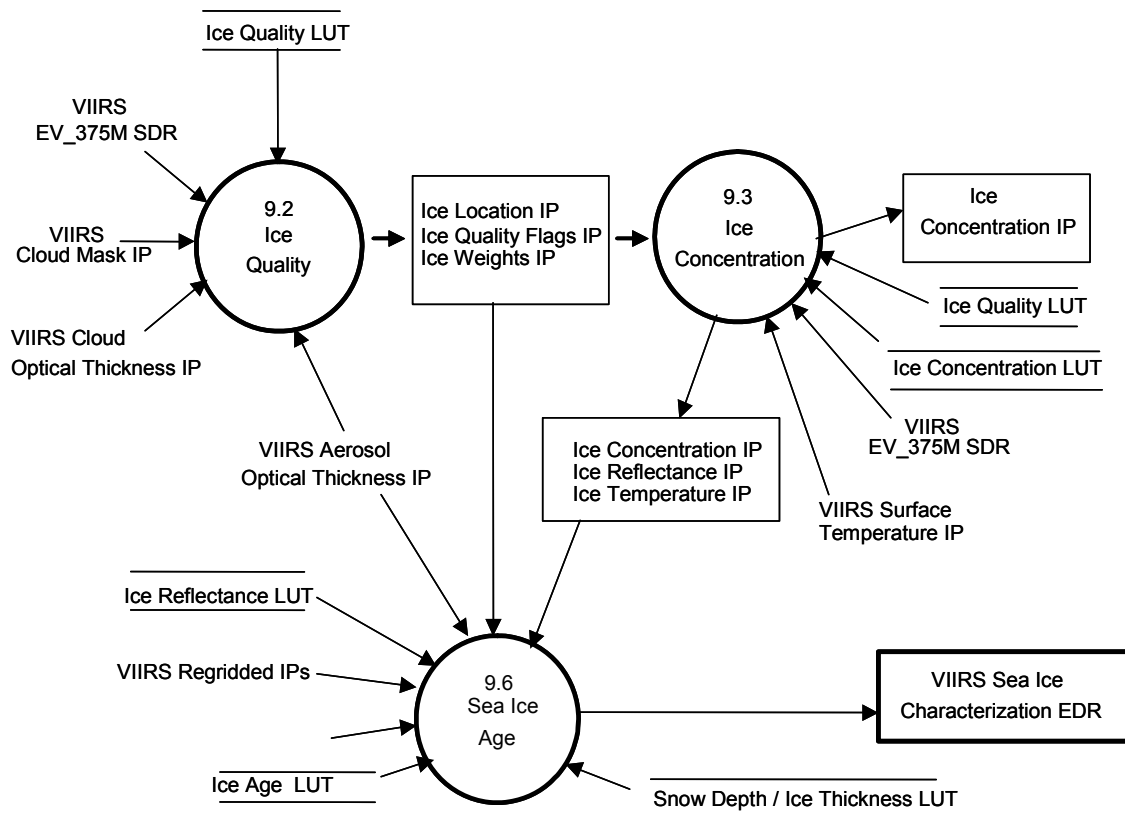 Ice Quality LUT
VIIRS
EV_375M SDR
VIIRS
Cloud Mask IP
VIIRS Cloud
Optical Thickness IP
9.2
Ice
Quality
Ice Location IP
Ice Quality Flags IP
Ice Weights IP
9.3
Ice
Concentration
Ice
Concentration IP
Ice Quality LUT
Ice Concentration LUT
VIIRS
EV_375M SDR
VIIRS Surface
Temperature IP
VIIRS Aerosol
Optical Thickness IP
Ice Concentration IP
Ice Reflectance IP
Ice Temperature IP
Ice Reflectance LUT
VIIRS Regridded IPs
Ice Age LUT
9.6
Sea Ice
Age
VIIRS Sea Ice
Characterization EDR
Snow Depth / Ice Thickness LUT